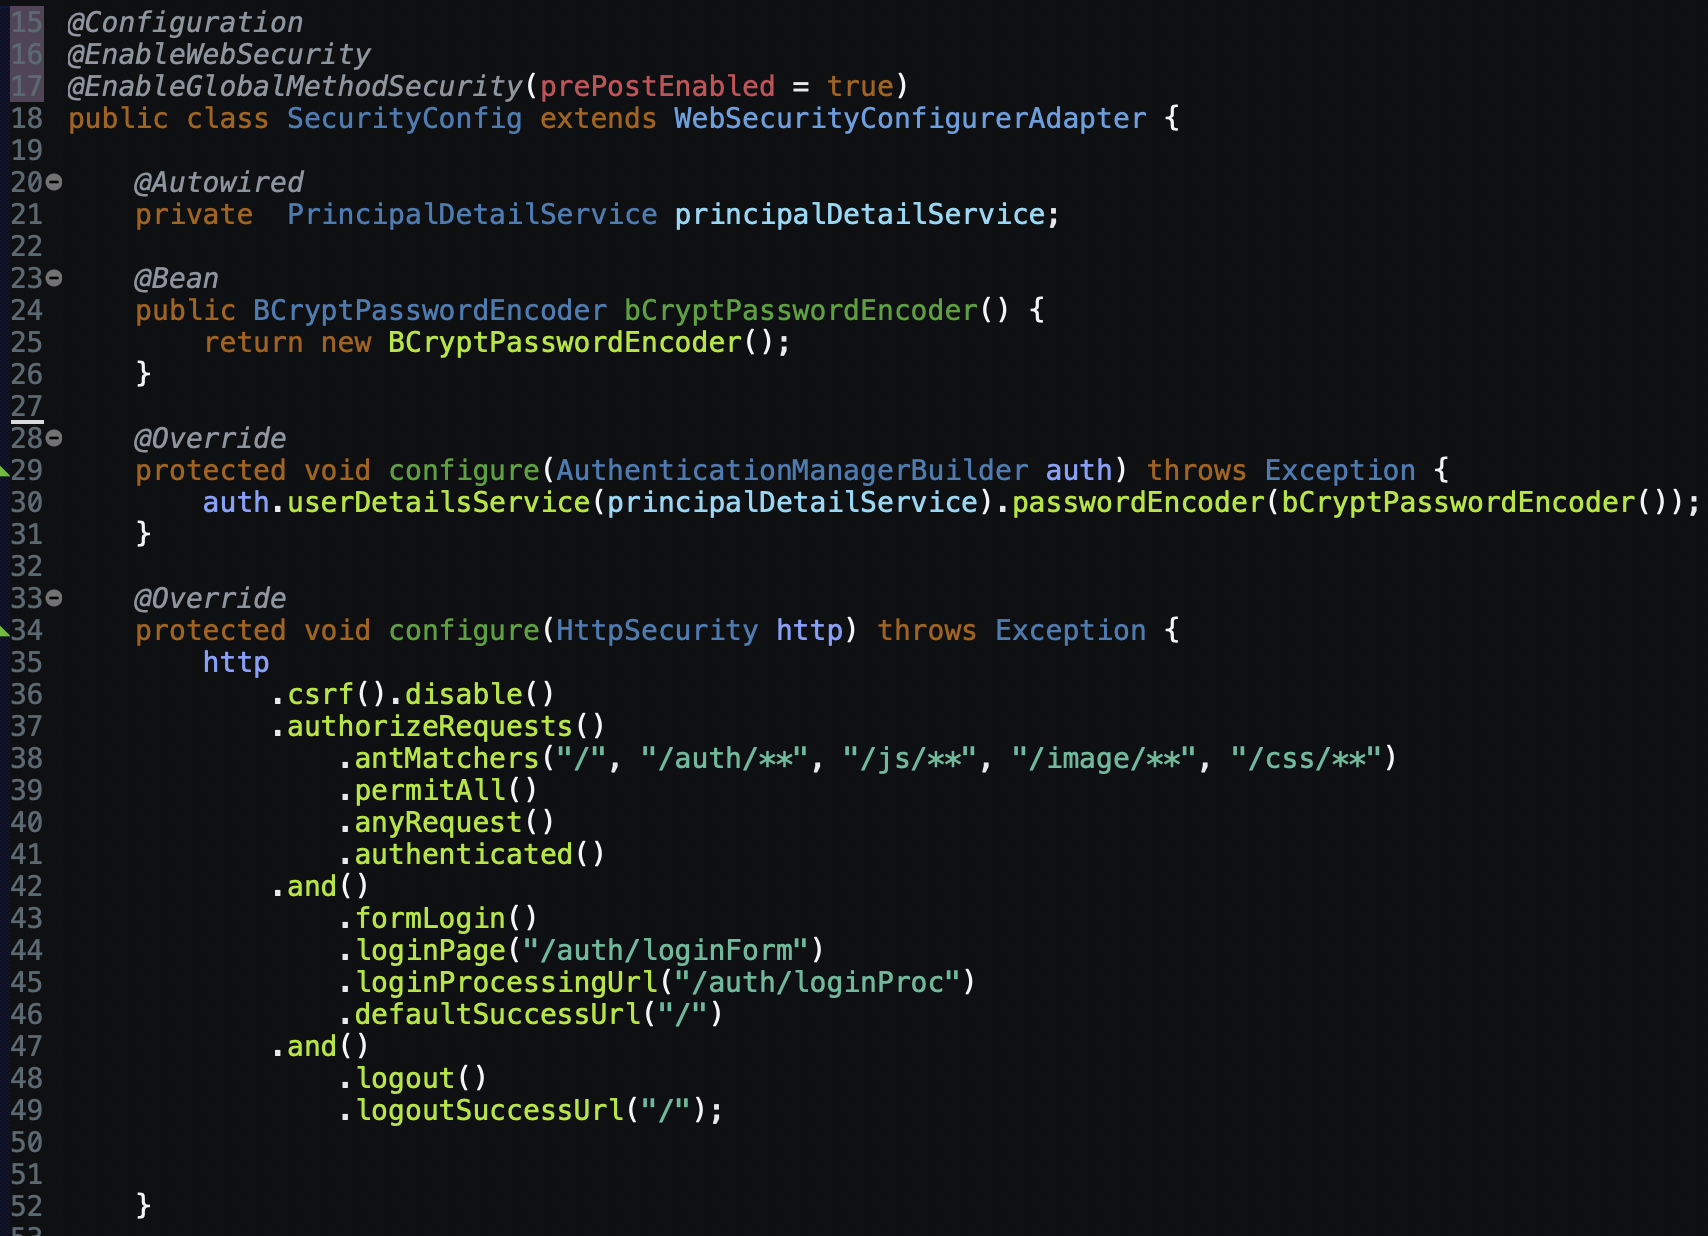 15 @Configuration
16 @EnableWebSecurity
17 @EnableGlobalMethodSecurity(prePostEnabled = true)
18 public class SecurityConfig extends WebSecurityConfigurerAdapter {
19
20 @Autowired
21 private  PrincipalDetailService principalDetailService;
22
23 @Bean
24 public BCryptPasswordEncoder bCryptPasswordEncoder() {
25 return new BCryptPasswordEncoder();
26 }
27
28 @Override
29 protected void configure(AuthenticationManagerBuilder auth) throws Exception {
30 auth.userDetailsService(principalDetailService).passwordEncoder(bCryptPasswordEncoder());
31 }
32
33 @Override
34 protected void configure(HttpSecurity http) throws Exception {
35 http
36 .csrf().disable()
37 .authorizeRequests()
38 .antMatchers("/", "/auth/**", "/js/**", "/image/**", "/css/**")
39 .permitAll()
40 .anyRequest()
41 .authenticated()
42 .and()
43 .formLogin()
44 .loginPage("/auth/loginForm")
45 .loginProcessingUrl("/auth/loginProc")
46 .defaultSuccessUrl("/")
47 .and()
48 .logout()
49 .logoutSuccessUrl("/");
50
51
52 }
53